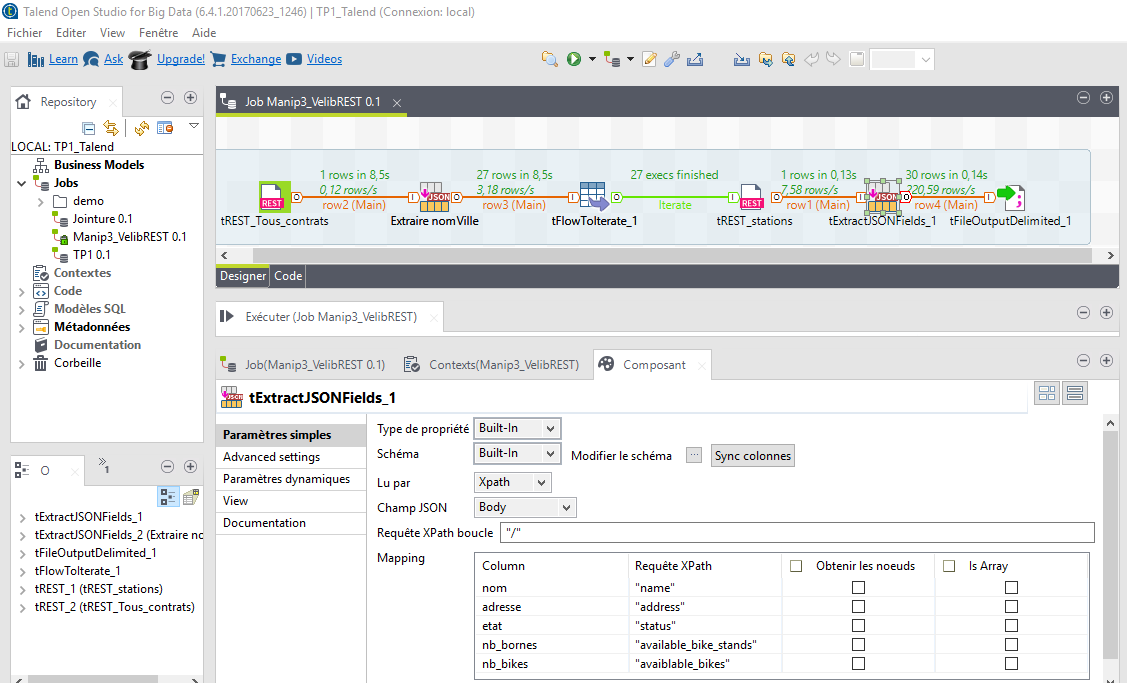 Talend Open Studio for Big Data (6.4.1.20170623_1246) | TP1_Talend (Connexion: local)
Fichier Editer View Fenêtre Aide
Learn Ask Upgrade! Exchange Videos
Repository
LOCAL: TP1_Talend
Business Models
Jobs
demo
Jointure 0.1
Manip3_VelibREST 0.1
TP1 0.1
Contextes
Code
Modèles SQL
Métadonnées
Documentation
Corbeille
O
»1
tExtractJSONFields_1
tExtractJSONFields_2 (Extraire no
tFileOutputDelimited_1
tFlowToIterate_1
tREST_1 (tREST_stations)
tREST_2 (tREST_Tous_contrats)
Job Manip3_VelibREST 0.1
1 rows in 8,5s 27 rows in 8,5s 27 execs finished 1 rows in 0,13s 30 rows in 0,14s
0,12 rows/s 3,18 rows/s 7,58 rows/s 220,59 rows/s
REST JSON REST JSON
row2 (Main) row3 (Main) Iterate row1 (Main) row4 (Main)
tREST_Tous_contrats Extraire nomVille tFlowToIterate_1 tREST_stations tExtractJSONFields_1 tFileOutputDelimited_1
Designer Code
Exécuter (Job Manip3_VelibREST)
Job(Manip3_VelibREST 0.1) Contexts(Manip3_VelibREST) Composant
JSON tExtractJSONFields_1
Paramètres simples
Advanced settings
Paramètres dynamiques
View
Documentation
Type de propriété Built-In
Schéma Built-In Modifier le schéma ... Sync colonnes
Lu par Xpath
Champ JSON Body
Requête XPath boucle "/"
Mapping
Column Requête XPath Obtenir les noeuds Is Array
nom "name"
adresse "address"
etat "status"
nb_bornes "available_bike_stands"
nb_bikes "avaiblable_bikes"